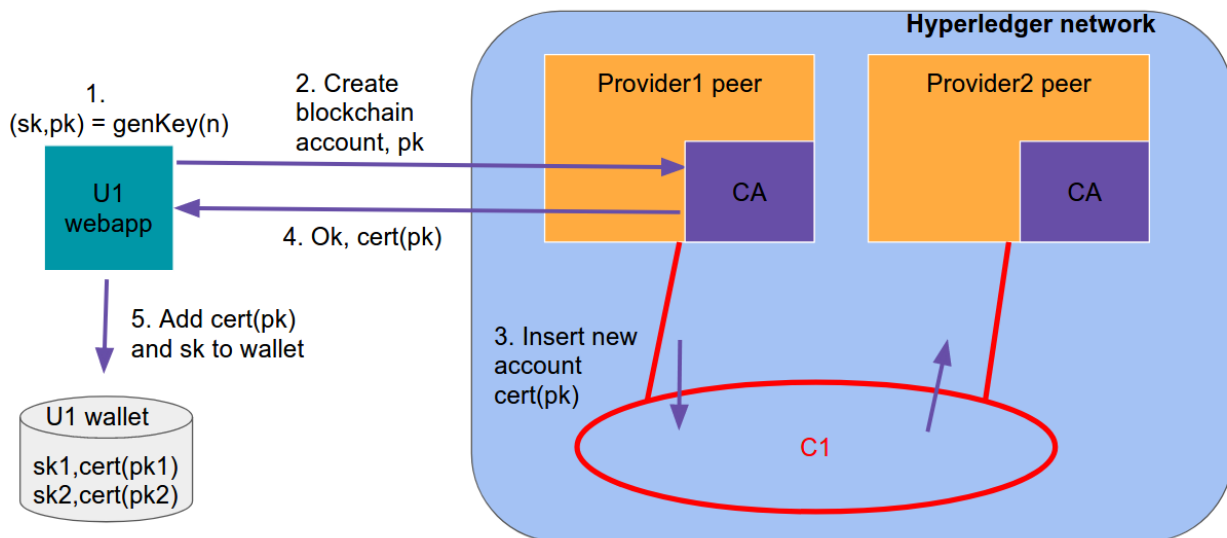 Hyperledger network
1.
(sk,pk) = genKey(n)
2. Create
blockchain
account, pk
Provider1 peer
Provider2 peer
U1
webapp
CA
CA
4. Ok, cert(pk)
5. Add cert(pk)
and sk to wallet
3. Insert new
account
cert(pk)
U1 wallet
sk1,cert(pk1)
sk2,cert(pk2)
C1